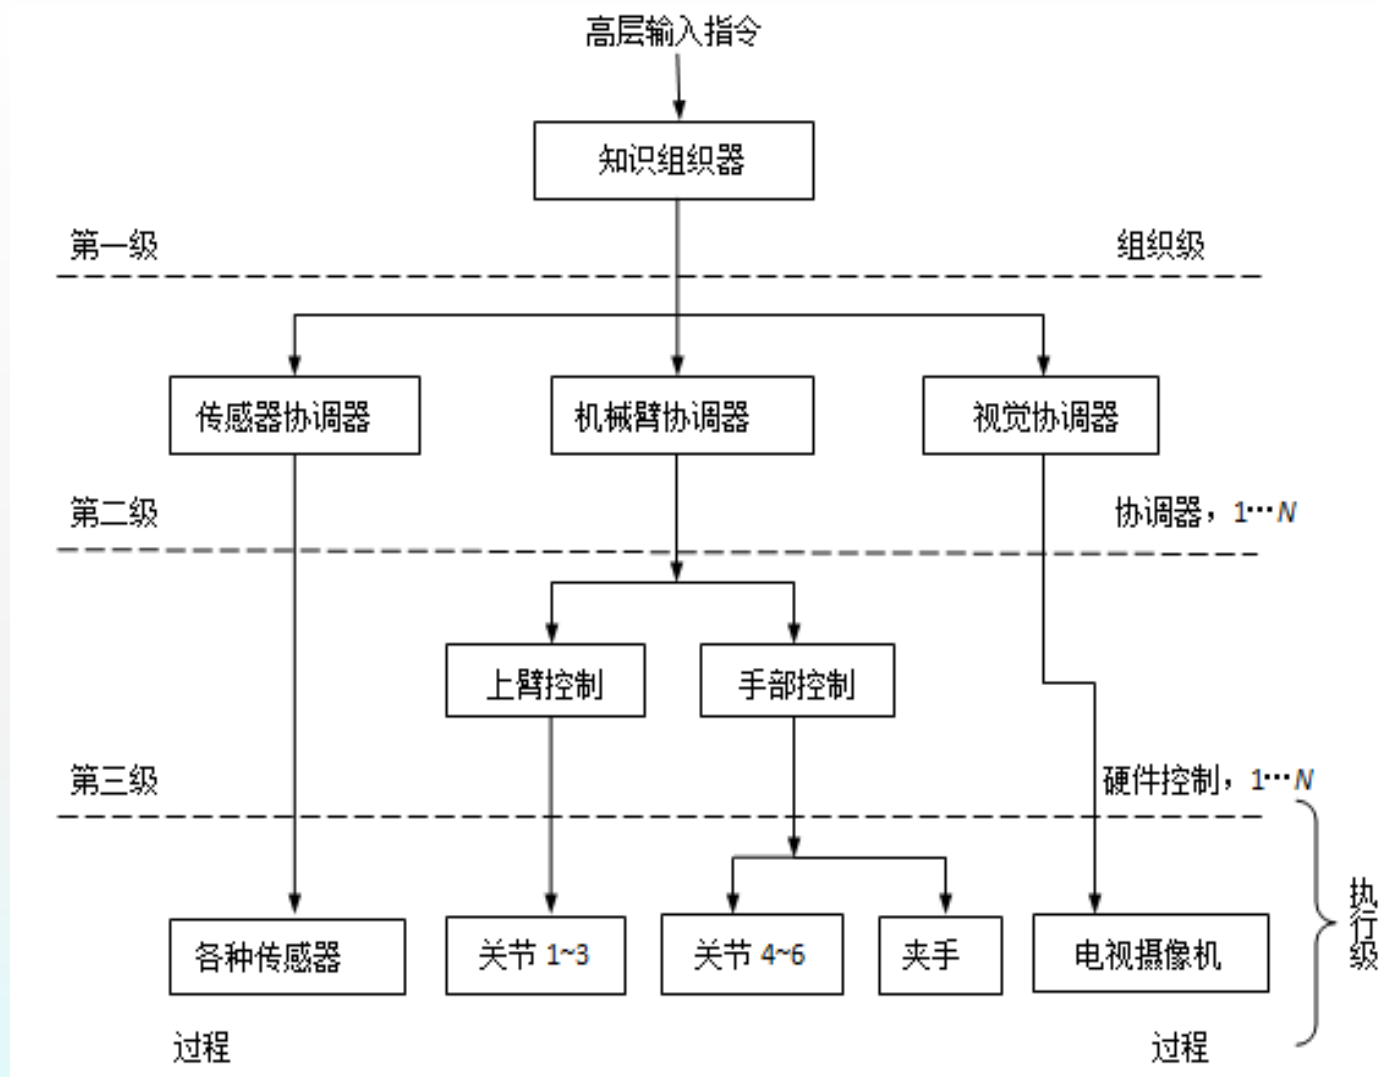 高层输入指令
知识组织器
第一级
组织级
传感器协调器
机械臂协调器
视觉协调器
第二级
协调器，1…N
上臂控制
手部控制
第三级
硬件控制，1…N
执行级
各种传感器
关节 1~3
关节 4~6
夹手
电视摄像机
过程
过程